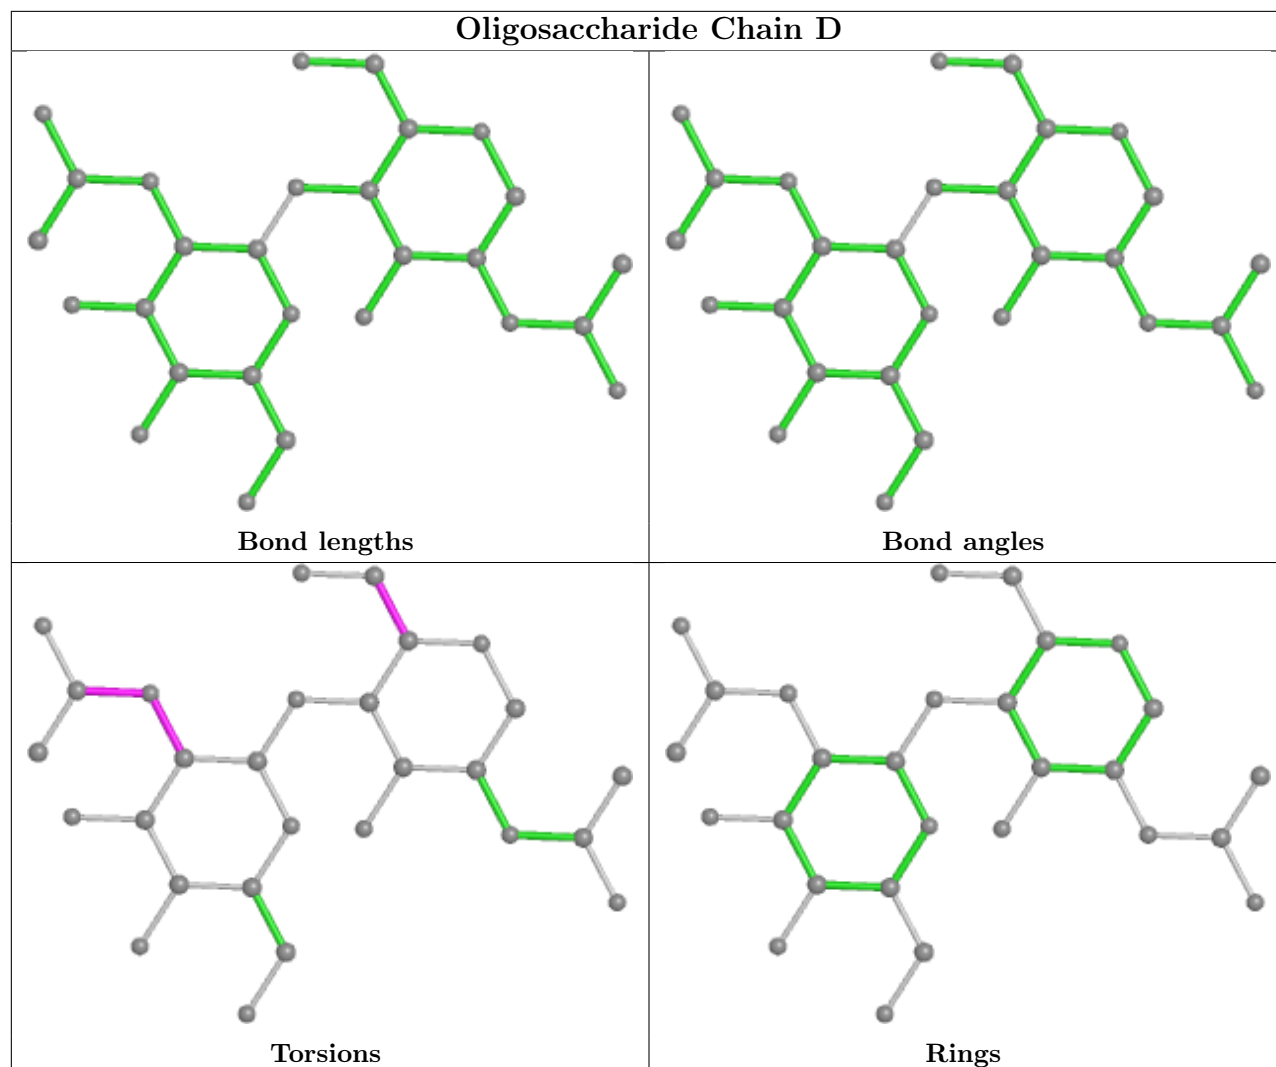 Oligosaccharide Chain D
Bond lengths
Bond angles
Torsions
Rings